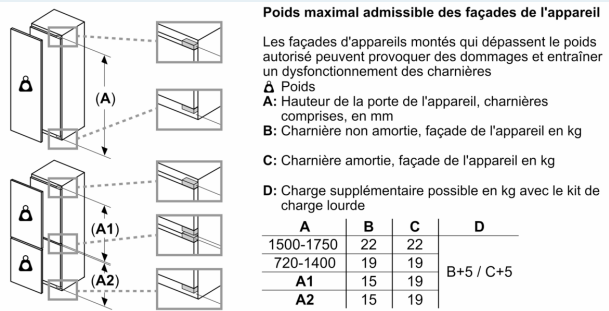 Poids maximal admissible des façades de l'appareil
Les façades d'appareils montés qui dépassent le poids
autorisé peuvent provoquer des dommages et entraîner
un dysfonctionnement des charnières
Poids
A: Hauteur de la porte de l'appareil, charnières
comprises, en mm
B: Charnière non amortie, façade de l'appareil en kg
C: Charnière amortie, façade de l'appareil en kg
D: Charge supplémentaire possible en kg avec le kit de
charge lourde
A B C D
1500-1750 22 22
720-1400 19 19
B+5 / C+5
A1 15 19
A2 15 19
(A)
(A1)
(A2)